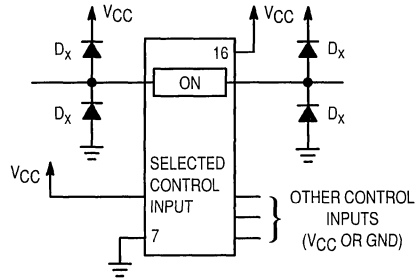 VCC
VCC
16
DX
DX
ON
DX
DX
VCC
SELECTED
CONTROL
INPUT
7
OTHER CONTROL
INPUTS
(VCC OR GND)